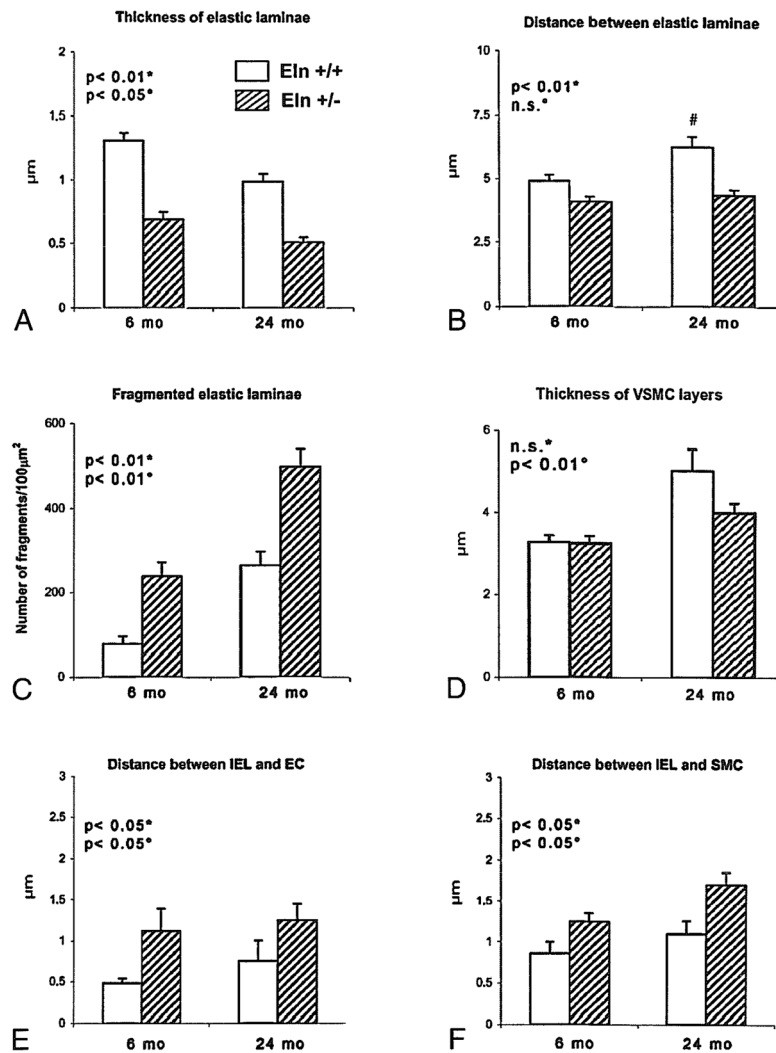 Thickness of elastic laminae
2
p< 0.01*
p< 0.05°
Eln +/+
Eln +/-
1.5
1
0.5
0
µm
6 mo
24 mo
A
Distance between elastic laminae
10
p< 0.01*
n.s.°
#
7.5
5
2.5
0
µm
6 mo
24 mo
B
Fragmented elastic laminae
600
p< 0.01*
p< 0.01°
400
200
0
Number of fragments/100µm²
6 mo
24 mo
C
Thickness of VSMC layers
6
n.s.*
p< 0.01°
4
2
0
µm
6 mo
24 mo
D
Distance between IEL and EC
3
2.5
p< 0.05*
p< 0.05°
2
1.5
1
0.5
0
µm
6 mo
24 mo
E
Distance between IEL and SMC
3
2.5
p< 0.05*
p< 0.05°
2
1.5
1
0.5
0
µm
6 mo
24 mo
F